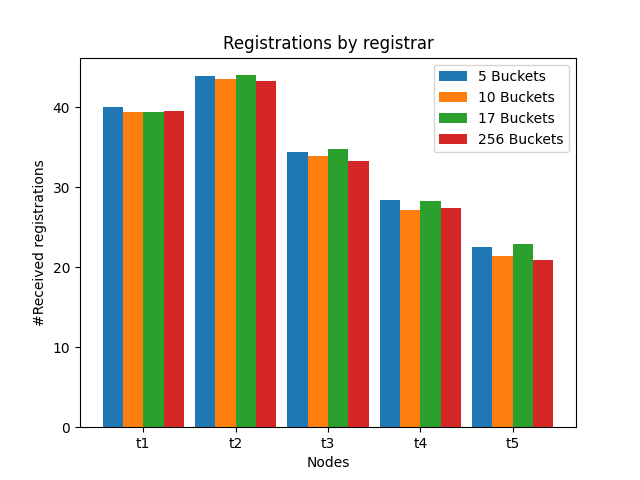 Registrations by registrar
5 Buckets
10 Buckets
17 Buckets
256 Buckets
#Received registrations
40
30
20
10
0
t1 t2 t3 t4 t5
Nodes